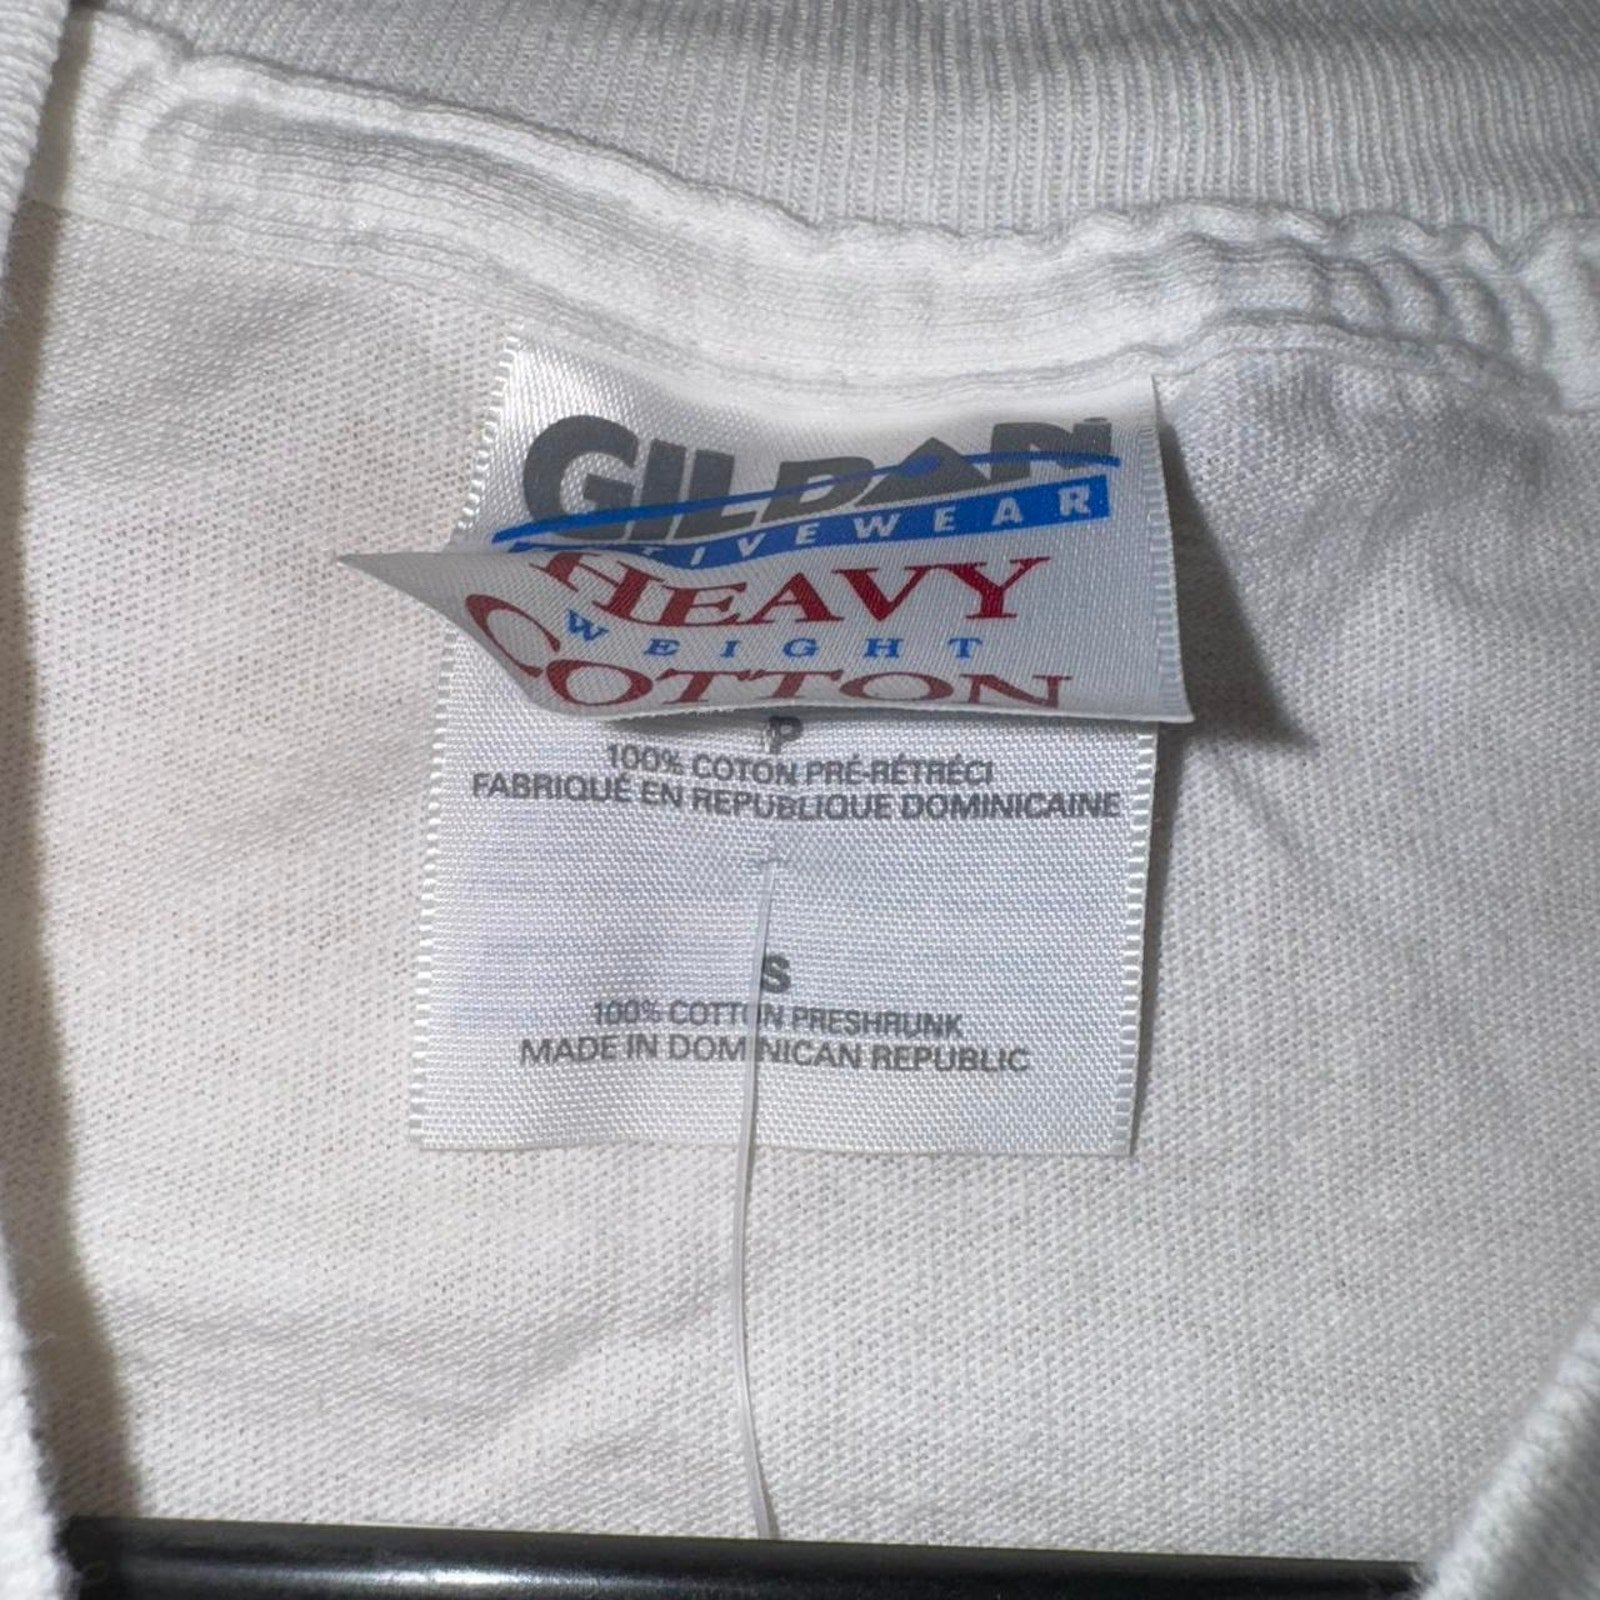 GILDAN
TIVEWEAR
HEAVY
WEIGHT
COTTON
P
100% COTON PRÉ-RÉTRÉCI
FABRIQUÉ EN REPUBLIQUE DOMINICAINE
S
100% COTTON PRESHRUNK
MADE IN DOMINICAN REPUBLIC